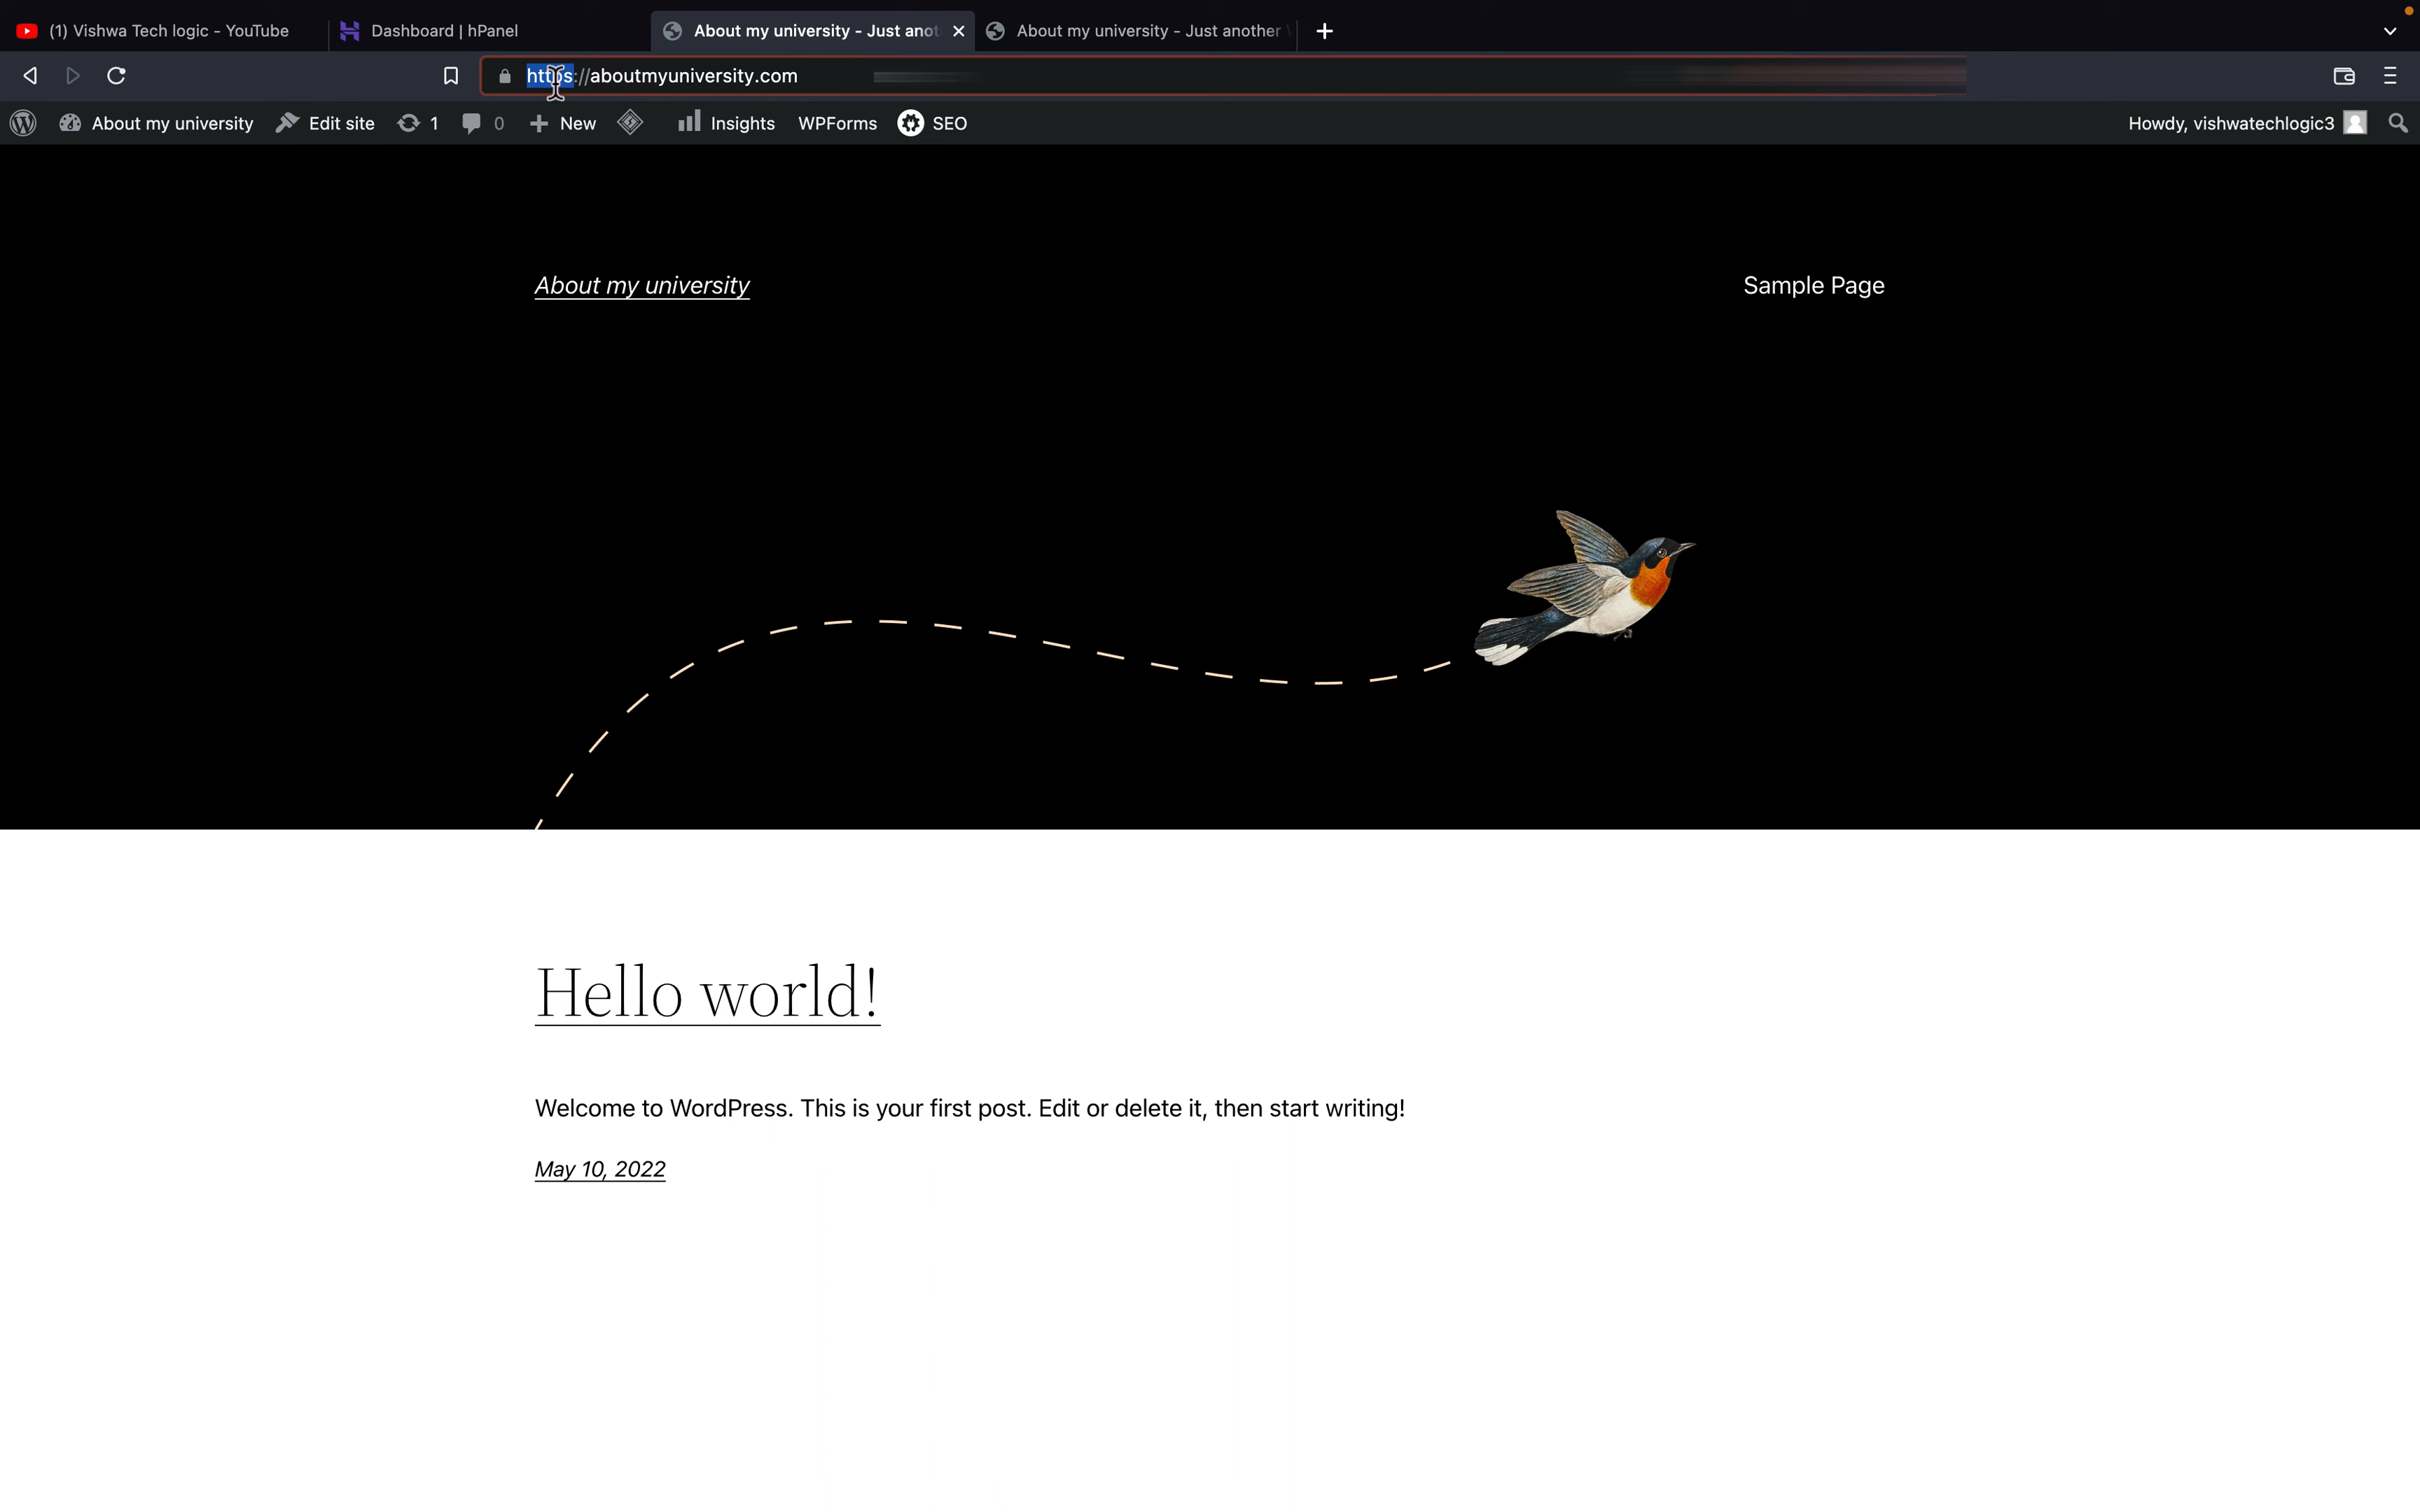 (1) Vishwa Tech logic - YouTube
Dashboard | hPanel
About my university - Just anot
About my university - Just another
https://aboutmyuniversity.com
About my university
Edit site
1
0
New
Insights
WPForms
SEO
Howdy, vishwatechlogic3
About my university
Sample Page
Hello world!
Welcome to WordPress. This is your first post. Edit or delete it, then start writing!
May 10, 2022